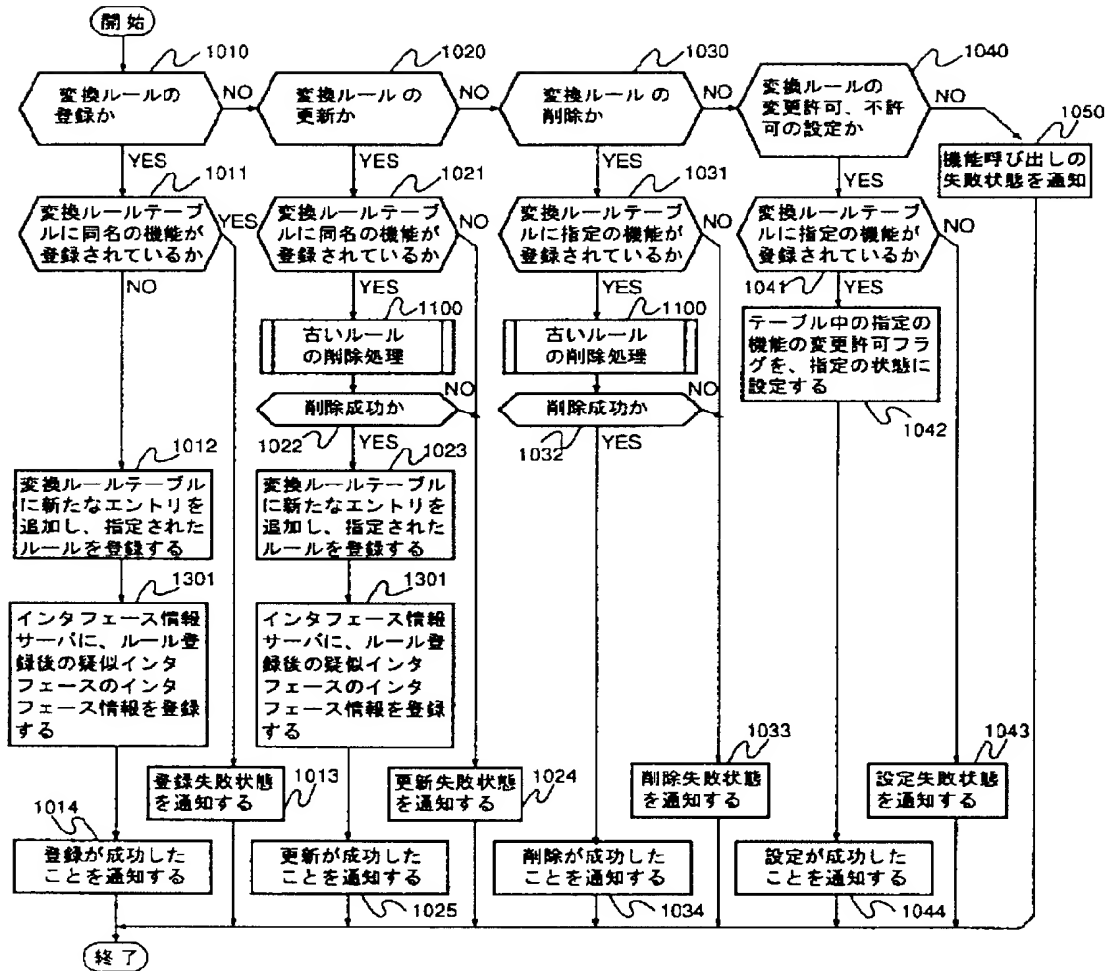 開始
1010
変換ルールの
登録か
NO
YES
1020
変換ルールの
更新か
NO
YES
1030
変換ルールの
削除か
NO
YES
1040
変換ルールの
変更許可、不許
可の設定か
NO
YES
1050
機能呼び出しの
失敗状態を通知
1011
変換ルールテーブ
ルに同名の機能が
登録されているか
YES
NO
1021
変換ルールテーブ
ルに同名の機能が
登録されているか
NO
YES
1031
変換ルールテーブ
ルに指定の機能が
登録されているか
NO
YES
変換ルールテーブ
ルに指定の機能が
登録されているか
NO
1041
YES
1100
古いルール
の削除処理
1100
古いルール
の削除処理
テーブル中の指定の
機能の変更許可フラ
グを、指定の状態に
設定する
1042
削除成功か
NO
1022
YES
削除成功か
NO
1032
YES
1012
変換ルールテーブル
に新たなエントリを
追加し、指定された
ルールを登録する
1023
変換ルールテーブル
に新たなエントリを
追加し、指定された
ルールを登録する
1301
インタフェース情報
サーバに、ルール登
録後の疑似インタ
フェースのインタ
フェース情報を登録
する
1301
インタフェース情報
サーバに、ルール登
録後の疑似インタ
フェースのインタ
フェース情報を登録
する
登録失敗状態
を通知する
1013
更新失敗状態
を通知する
1024
1033
削除失敗状態
を通知する
1043
設定失敗状態
を通知する
1014
登録が成功した
ことを通知する
更新が成功した
ことを通知する
1025
削除が成功した
ことを通知する
1034
設定が成功した
ことを通知する
1044
終了